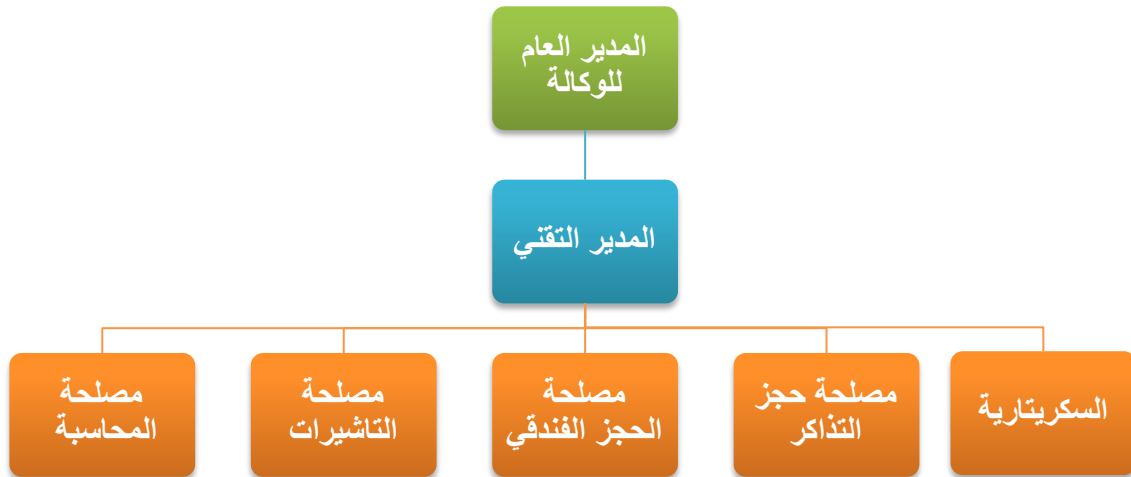 المدير العام
للوكالة
المدير التقني
السكريتارية
مصلحة حجز
التذاكر
مصلحة
الحجز الفندقي
مصلحة
التاشيرات
مصلحة
المحاسبة